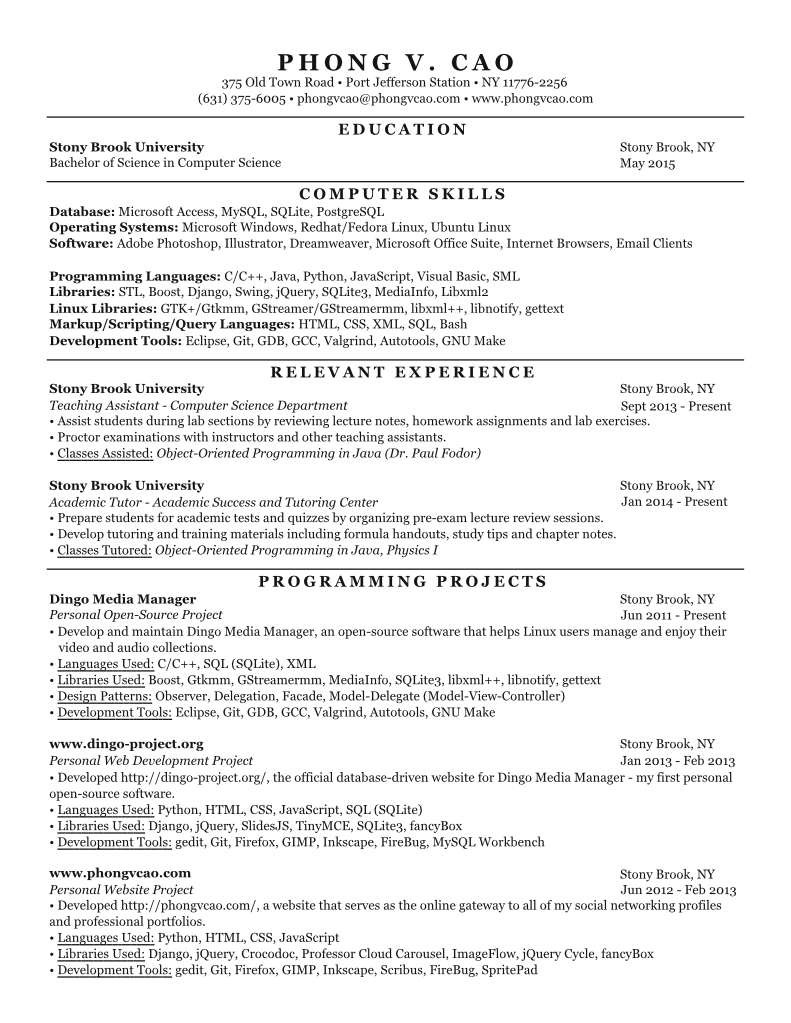 PHONG V. CAO
375 Old Town Road • Port Jefferson Station • NY 11776-2256
(631) 375-6005 • phongvcao@phongvcao.com • www.phongvcao.com
EDUCATION
Stony Brook University Stony Brook, NY
Bachelor of Science in Computer Science May 2015
COMPUTER SKILLS
Database: Microsoft Access, MySQL, SQLite, PostgreSQL
Operating Systems: Microsoft Windows, Redhat/Fedora Linux, Ubuntu Linux
Software: Adobe Photoshop, Illustrator, Dreamweaver, Microsoft Office Suite, Internet Browsers, Email Clients
Programming Languages: C/C++, Java, Python, JavaScript, Visual Basic, SML
Libraries: STL, Boost, Django, Swing, jQuery, SQLite3, MediaInfo, Libxml2
Linux Libraries: GTK+/Gtkmm, GStreamer/GStreamermm, libxml++, libnotify, gettext
Markup/Scripting/Query Languages: HTML, CSS, XML, SQL, Bash
Development Tools: Eclipse, Git, GDB, GCC, Valgrind, Autotools, GNU Make
RELEVANT EXPERIENCE
Stony Brook University Stony Brook, NY
Teaching Assistant - Computer Science Department Sept 2013 - Present
• Assist students during lab sections by reviewing lecture notes, homework assignments and lab exercises.
• Proctor examinations with instructors and other teaching assistants.
• Classes Assisted: Object-Oriented Programming in Java (Dr. Paul Fodor)
Stony Brook University Stony Brook, NY
Academic Tutor - Academic Success and Tutoring Center Jan 2014 - Present
• Prepare students for academic tests and quizzes by organizing pre-exam lecture review sessions.
• Develop tutoring and training materials including formula handouts, study tips and chapter notes.
• Classes Tutored: Object-Oriented Programming in Java, Physics I
PROGRAMMING PROJECTS
Dingo Media Manager Stony Brook, NY
Personal Open-Source Project Jun 2011 - Present
• Develop and maintain Dingo Media Manager, an open-source software that helps Linux users manage and enjoy their
video and audio collections.
• Languages Used: C/C++, SQL (SQLite), XML
• Libraries Used: Boost, Gtkmm, GStreamermm, MediaInfo, SQLite3, libxml++, libnotify, gettext
• Design Patterns: Observer, Delegation, Facade, Model-Delegate (Model-View-Controller)
• Development Tools: Eclipse, Git, GDB, GCC, Valgrind, Autotools, GNU Make
www.dingo-project.org Stony Brook, NY
Personal Web Development Project Jan 2013 - Feb 2013
• Developed http://dingo-project.org/, the official database-driven website for Dingo Media Manager - my first personal
open-source software.
• Languages Used: Python, HTML, CSS, JavaScript, SQL (SQLite)
• Libraries Used: Django, jQuery, SlidesJS, TinyMCE, SQLite3, fancyBox
• Development Tools: gedit, Git, Firefox, GIMP, Inkscape, FireBug, MySQL Workbench
www.phongvcao.com Stony Brook, NY
Personal Website Project Jun 2012 - Feb 2013
• Developed http://phongvcao.com/, a website that serves as the online gateway to all of my social networking profiles
and professional portfolios.
• Languages Used: Python, HTML, CSS, JavaScript
• Libraries Used: Django, jQuery, Crocodoc, Professor Cloud Carousel, ImageFlow, jQuery Cycle, fancyBox
• Development Tools: gedit, Git, Firefox, GIMP, Inkscape, Scribus, FireBug, SpritePad